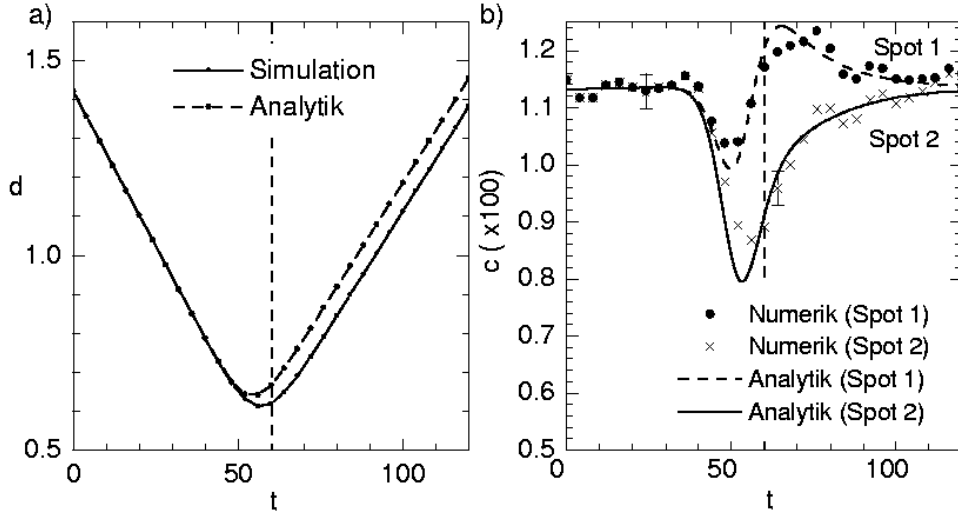 a)
1.5
Simulation
Analytik
d
1.0
0.5
0
50
100
t
b)
1.2
Spot 1
1.1
Spot 2
1.0
c ( x100)
0.9
0.8
0.7
Numerik (Spot 1)
Numerik (Spot 2)
0.6
Analytik (Spot 1)
Analytik (Spot 2)
0.5
0
50
100
t